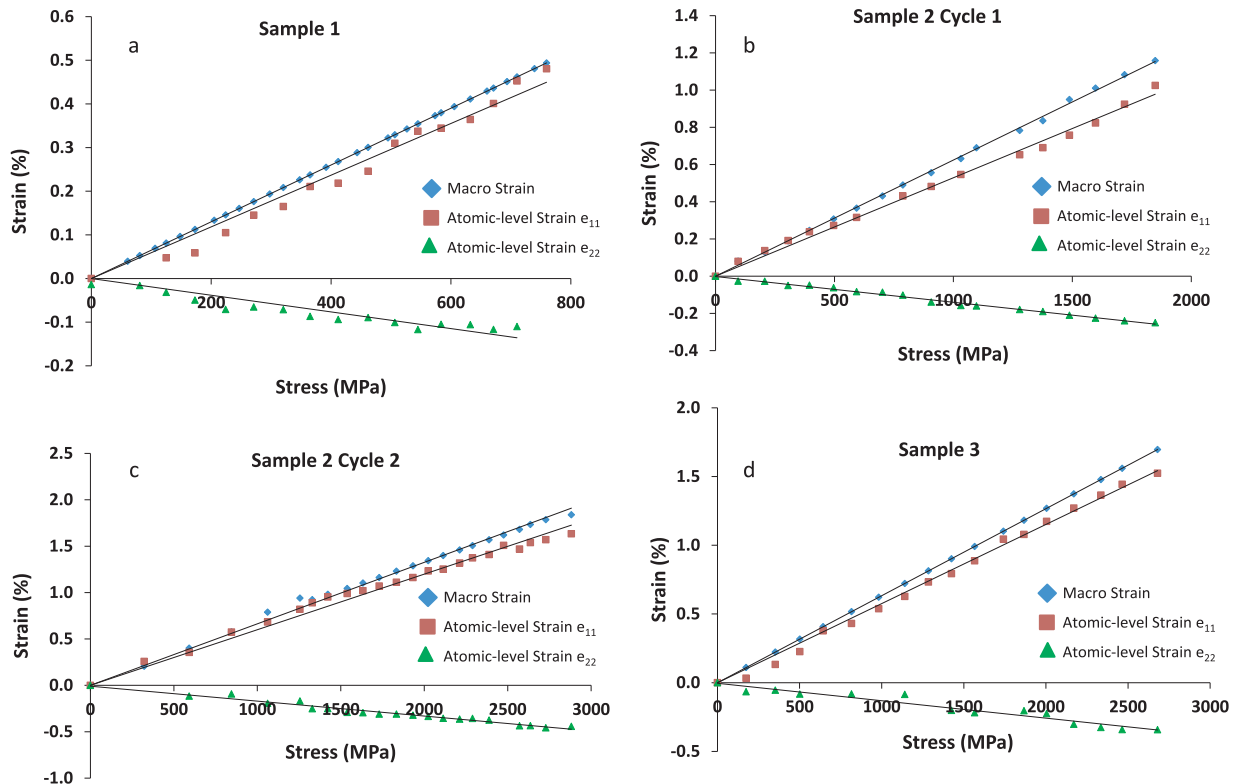 a
Sample 1
0.6
0.5
0.4
0.3
0.2
0.1
0.0
-0.1
-0.2
0
200
400
600
800
Strain (%)
Stress (MPa)
Macro Strain
Atomic-level Strain e11
Atomic-level Strain e22
b
Sample 2 Cycle 1
1.4
1.2
1.0
0.8
0.6
0.4
0.2
0.0
-0.2
-0.4
0
500
1000
1500
2000
Strain (%)
Stress (MPa)
Macro Strain
Atomic-level Strain e11
Atomic-level Strain e22
c
Sample 2 Cycle 2
2.5
2.0
1.5
1.0
0.5
0.0
-0.5
-1.0
0
500
1000
1500
2000
2500
3000
Strain (%)
Stress (MPa)
Macro Strain
Atomic-level Strain e11
Atomic-level Strain e22
d
Sample 3
2.0
1.5
1.0
0.5
0.0
-0.5
0
500
1000
1500
2000
2500
3000
Strain (%)
Stress (MPa)
Macro Strain
Atomic-level Strain e11
Atomic-level Strain e22